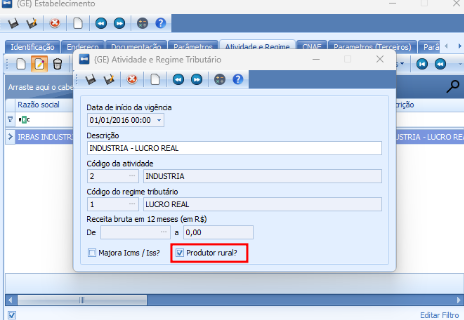 (GE) Estabelecimento
Identificação Endereço Documentação Parâmetros Atividade e Regime CNAE Parametros (Terceiros) Parâ
(GE) Atividade e Regime Tributário
Arraste aqui o cabe
Razão social
IRBAS INDUSTRI
Data de início da vigência
01/01/2016 00:00
Descrição
INDUSTRIA - LUCRO REAL
Código da atividade
2 INDUSTRIA
Código do regime tributário
1 LUCRO REAL
Receita bruta em 12 meses (em R$)
De a 0,00
Majora Icms / Iss? Produtor rural?
crição
USTRIA - LUCRO REA
Editar Filtro